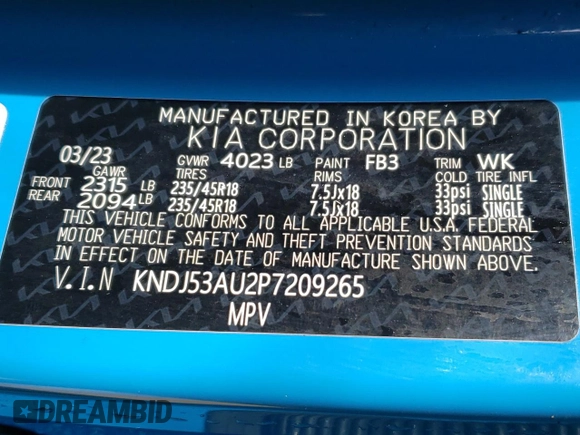 MANUFACTURED IN KOREA BY
KIA CORPORATION
03/23 GVWR 4023 LB PAINT FB3 TRIM WK
GAWR TIRES RIMS COLD TIRE INFL
FRONT 2315 LB 235/45R18 7.5Jx18 33psi SINGLE
REAR 2094 LB 235/45R18 7.5Jx18 33psi SINGLE
THIS VEHICLE CONFORMS TO ALL APPLICABLE U.S.A. FEDERAL
MOTOR VEHICLE SAFETY AND THEFT PREVENTION STANDARDS
IN EFFECT ON THE DATE OF MANUFACTURE SHOWN ABOVE.
V.I.N KNDJ53AU2P7209265
MPV
DREAMBID